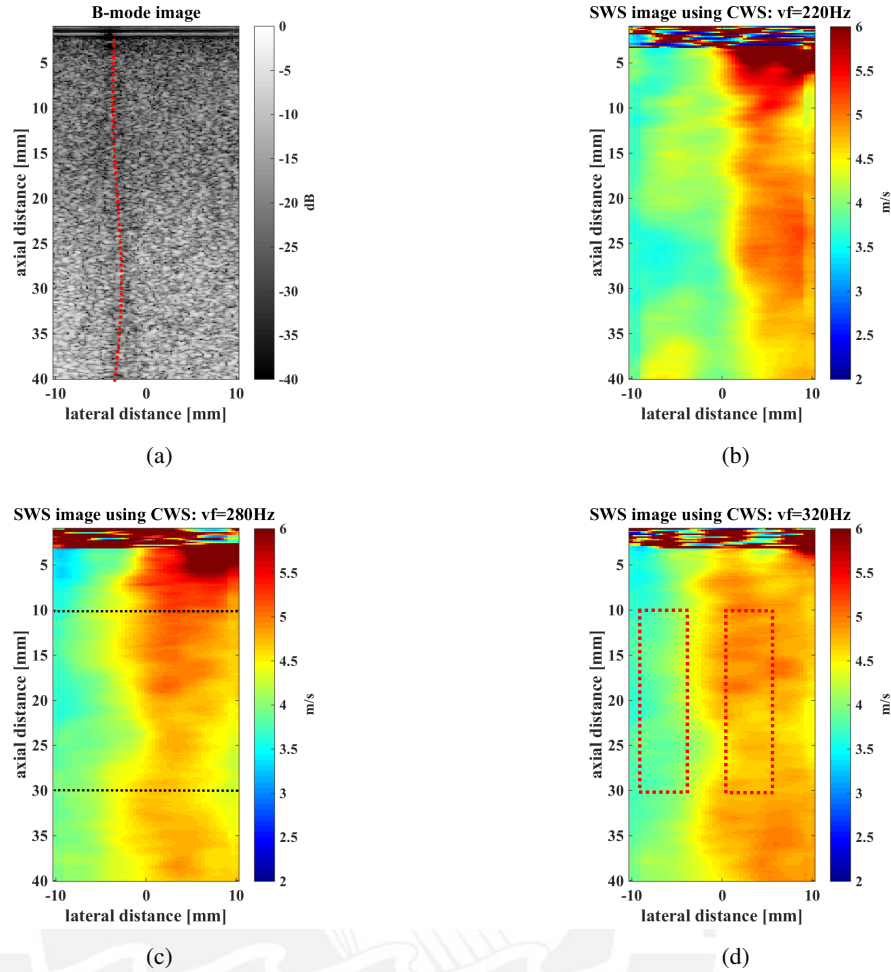 B-mode image
0
-5
-10
-15
-20
-25
-30
-35
-40
dB
5
10
15
20
25
30
35
40
axial distance [mm]
-10 0 10
lateral distance [mm]
(a)
SWS image using CWS: vf=220Hz
6
5.5
5
4.5
4
3.5
3
2.5
2
m/s
5
10
15
20
25
30
35
40
axial distance [mm]
-10 0 10
lateral distance [mm]
(b)
SWS image using CWS: vf=280Hz
6
5.5
5
4.5
4
3.5
3
2.5
2
m/s
5
10
15
20
25
30
35
40
axial distance [mm]
-10 0 10
lateral distance [mm]
(c)
SWS image using CWS: vf=320Hz
6
5.5
5
4.5
4
3.5
3
2.5
2
m/s
5
10
15
20
25
30
35
40
axial distance [mm]
-10 0 10
lateral distance [mm]
(d)